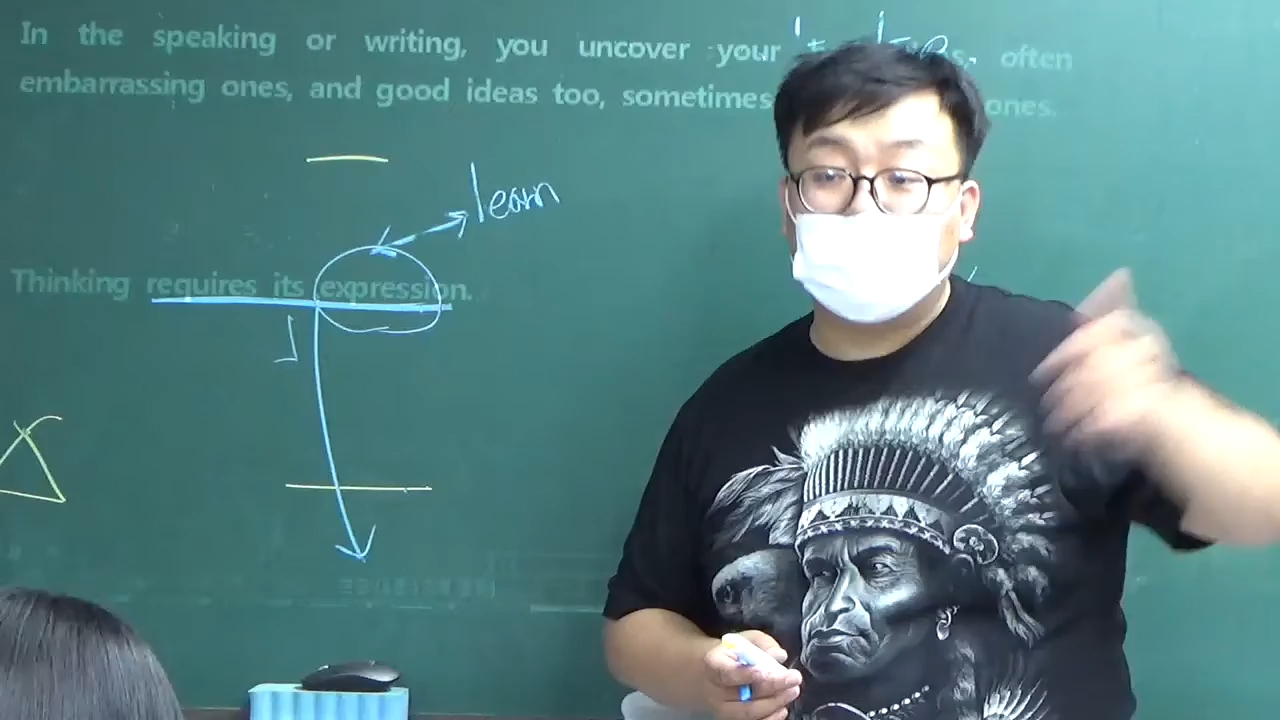 In the speaking or writing, you uncover your often
embarrassing ones, and good ideas too, sometimes ones.
learn
Thinking requires its expression.